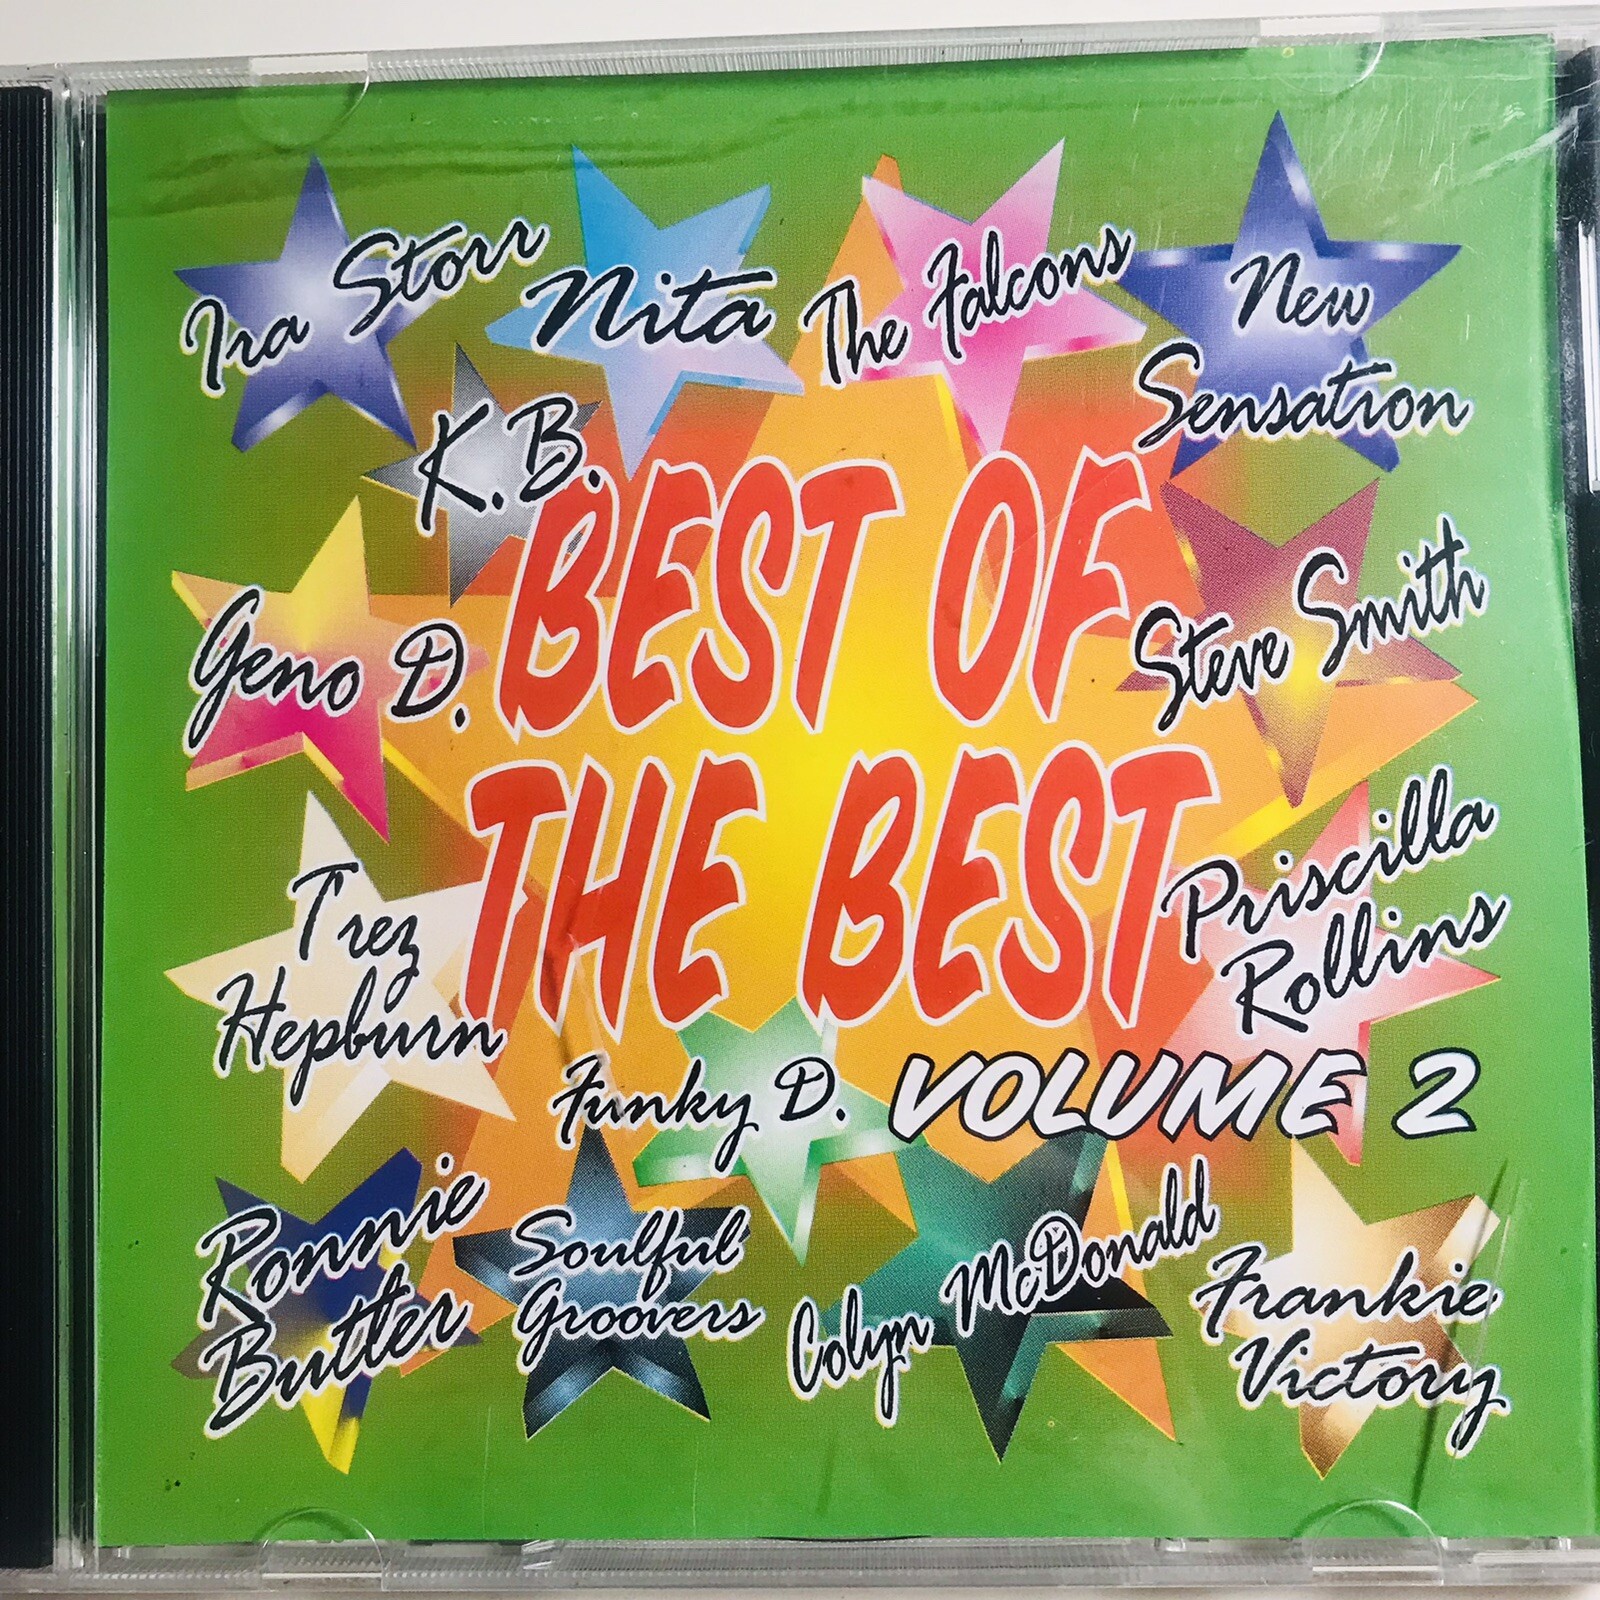 Ira Storr
Nita
The Falcons
New
Sensation
K.B.
BEST OF
THE BEST
VOLUME 2
Geno D.
Steve Smith
Trez
Hepburn
Priscilla
Rollins
Funky D.
Ronnie
Butler
Soulful
Groovers
Colyn McDonald
Frankie
Victory